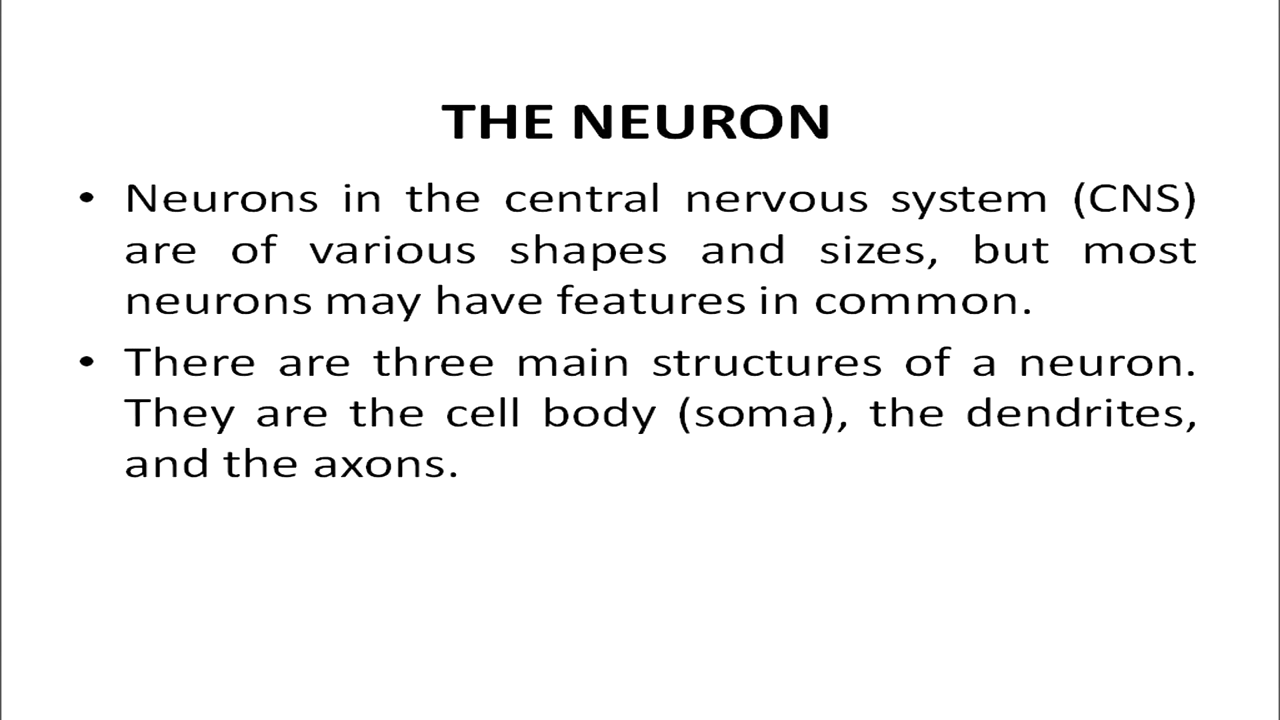 THE NEURON
• Neurons in the central nervous system (CNS)
are of various shapes and sizes, but most
neurons may have features in common.
• There are three main structures of a neuron.
They are the cell body (soma), the dendrites,
and the axons.